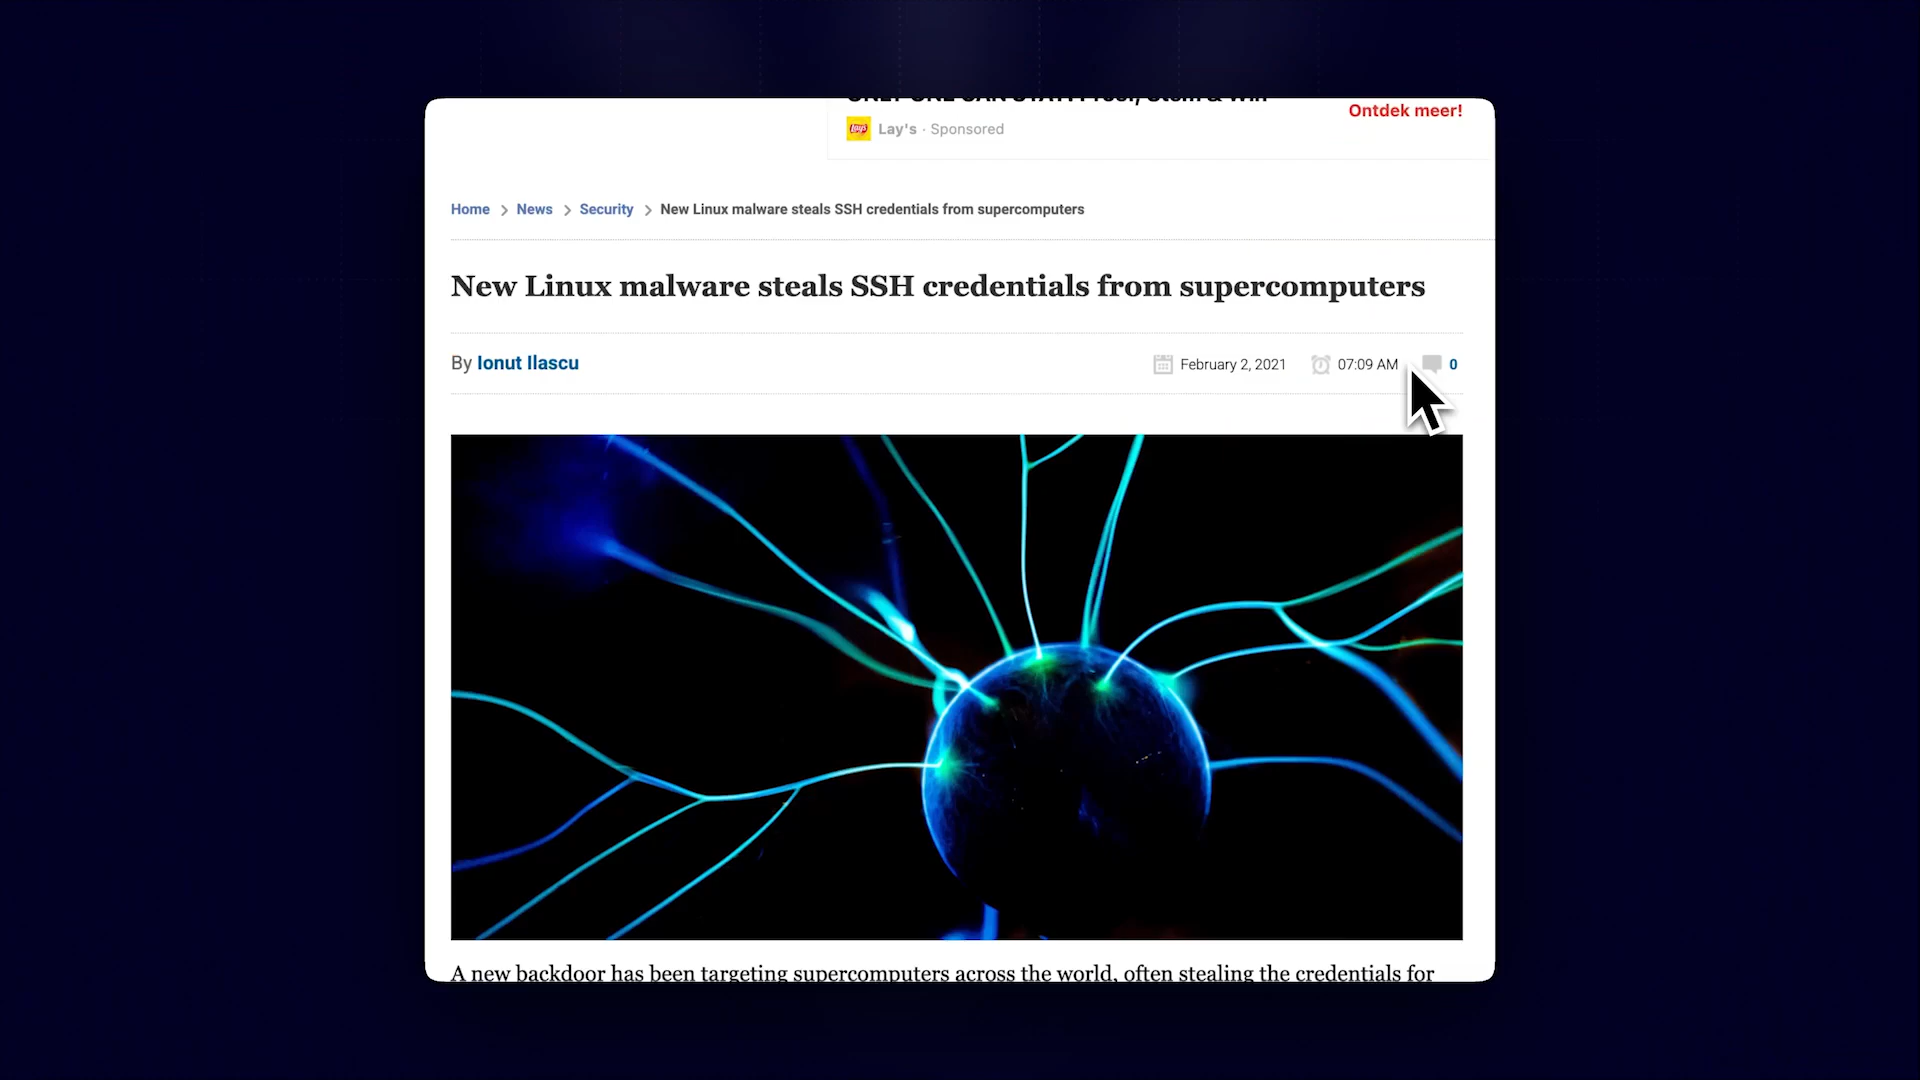 Ontdek meer!
Lay's · Sponsored
Home > News > Security > New Linux malware steals SSH credentials from supercomputers
New Linux malware steals SSH credentials from supercomputers
By Ionut Ilascu
February 2, 2021 07:09 AM 0
A new backdoor has been targeting supercomputers across the world, often stealing the credentials for